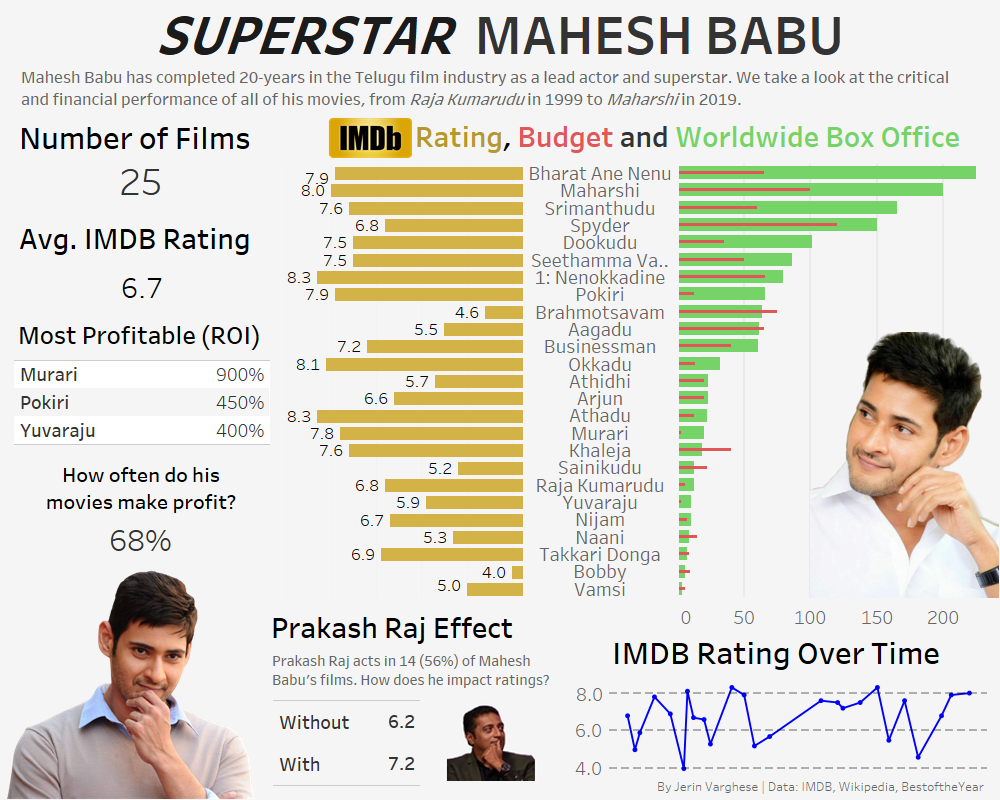 SUPERSTAR MAHESH BABU
Mahesh Babu has completed 20-years in the Telugu film industry as a lead actor and superstar. We take a look at the critical
and financial performance of all of his movies, from Raja Kumarudu in 1999 to Maharshi in 2019.
Number of Films
25
Avg. IMDB Rating
6.7
Most Profitable (ROI)
Murari 900%
Pokiri 450%
Yuvaraju 400%
How often do his
movies make profit?
68%
IMDb Rating, Budget and Worldwide Box Office
7.9 Bharat Ane Nenu
8.0 Maharshi
7.6 Srimanthudu
6.8 Spyder
7.5 Dookudu
7.5 Seethamma Va..
8.3 1: Nenokkadine
7.9 Pokiri
4.6 Brahmotsavam
5.5 Aagadu
7.2 Businessman
8.1 Okkadu
5.7 Athidhi
6.6 Arjun
8.3 Athadu
7.8 Murari
7.6 Khaleja
5.2 Sainikudu
6.8 Raja Kumarudu
5.9 Yuvaraju
6.7 Nijam
5.3 Naani
6.9 Takkari Donga
4.0 Bobby
5.0 Vamsi
0 50 100 150 200
Prakash Raj Effect
Prakash Raj acts in 14 (56%) of Mahesh
Babu's films. How does he impact ratings?
Without 6.2
With 7.2
IMDB Rating Over Time
8.0
6.0
4.0
By Jerin Varghese | Data: IMDB, Wikipedia, BestoftheYear